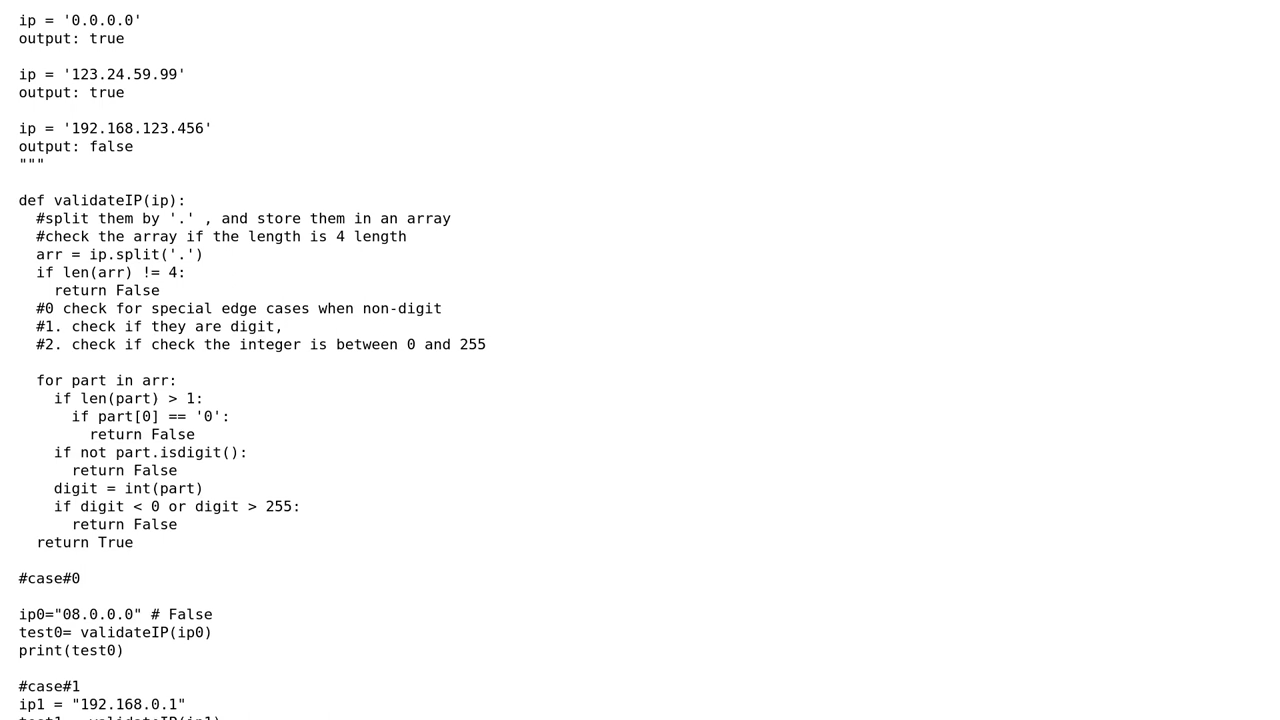 ip = '0.0.0.0'
output: true

ip = '123.24.59.99'
output: true

ip = '192.168.123.456'
output: false
"""

def validateIP(ip):
  #split them by '.' , and store them in an array
  #check the array if the length is 4 length
  arr = ip.split('.')
  if len(arr) != 4:
    return False
  #0 check for special edge cases when non-digit
  #1. check if they are digit,
  #2. check if check the integer is between 0 and 255

  for part in arr:
    if len(part) > 1:
      if part[0] == '0':
        return False
    if not part.isdigit():
      return False
    digit = int(part)
    if digit < 0 or digit > 255:
      return False
  return True

#case#0

ip0="08.0.0.0" # False
test0= validateIP(ip0)
print(test0)

#case#1
ip1 = "192.168.0.1"